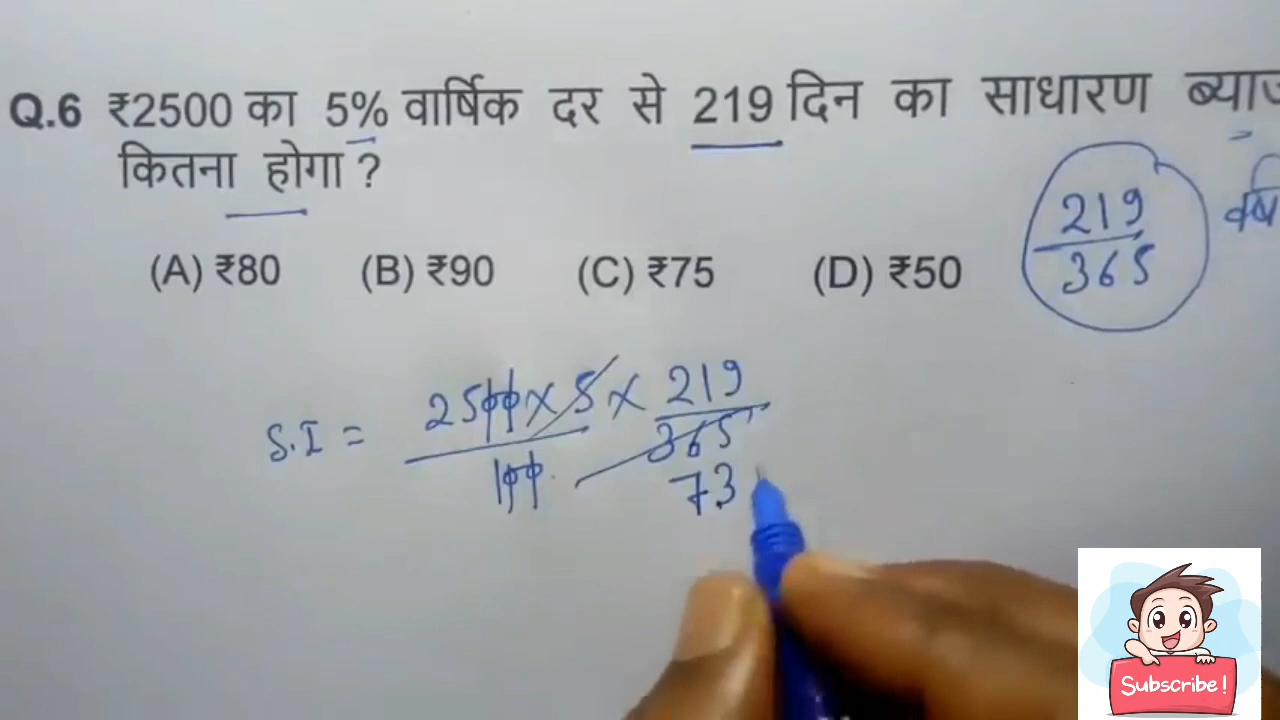 Q.6 ₹2500 का 5% वार्षिक दर से 219 दिन का साधारण ब्याज
कितना होगा ?
219
365
वर्ष
(A) ₹80 (B) ₹90 (C) ₹75 (D) ₹50
S.I = 2500 × 5 × 219
100 365
73
Subscribe!